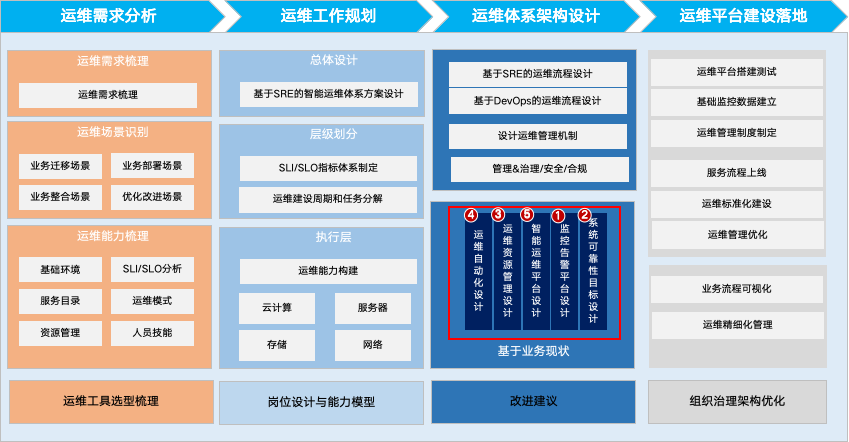 运维需求分析
运维工作规划
运维体系架构设计
运维平台建设落地
运维需求梳理
运维需求梳理
运维场景识别
业务迁移场景
业务部署场景
业务整合场景
优化改进场景
运维能力梳理
基础环境
SLI/SLO分析
服务目录
运维模式
资源管理
人员技能
运维工具选型梳理
总体设计
基于SRE的智能运维体系方案设计
层级划分
SLI/SLO指标体系制定
运维建设周期和任务分解
执行层
运维能力构建
云计算
服务器
存储
网络
岗位设计与能力模型
基于SRE的运维流程设计
基于DevOps的运维流程设计
设计运维管理机制
管理&治理/安全/合规
④
运维自动化设计
③
运维资源管理设计
⑤
智能运维平台设计
①
监控告警平台设计
②
系统可靠性目标设计
基于业务现状
改进建议
运维平台搭建测试
基础监控数据建立
运维管理制度制定
服务流程上线
运维标准化建设
运维管理优化
业务流程可视化
运维精细化管理
组织治理架构优化